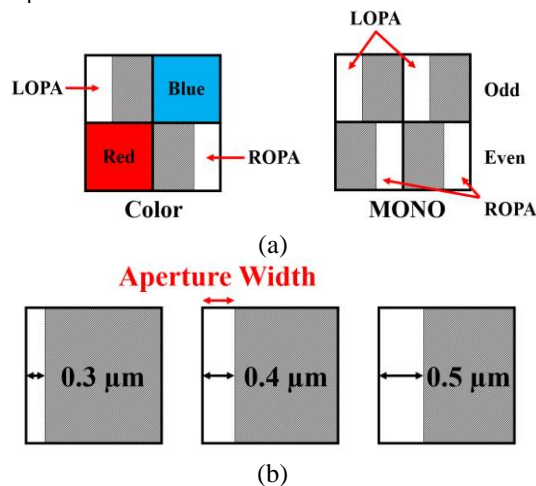 LOPA
LOPA
Blue
Odd
Red
ROPA
Even
Color
MONO
ROPA
(a)
Aperture Width
0.3 μm
0.4 μm
0.5 μm
(b)